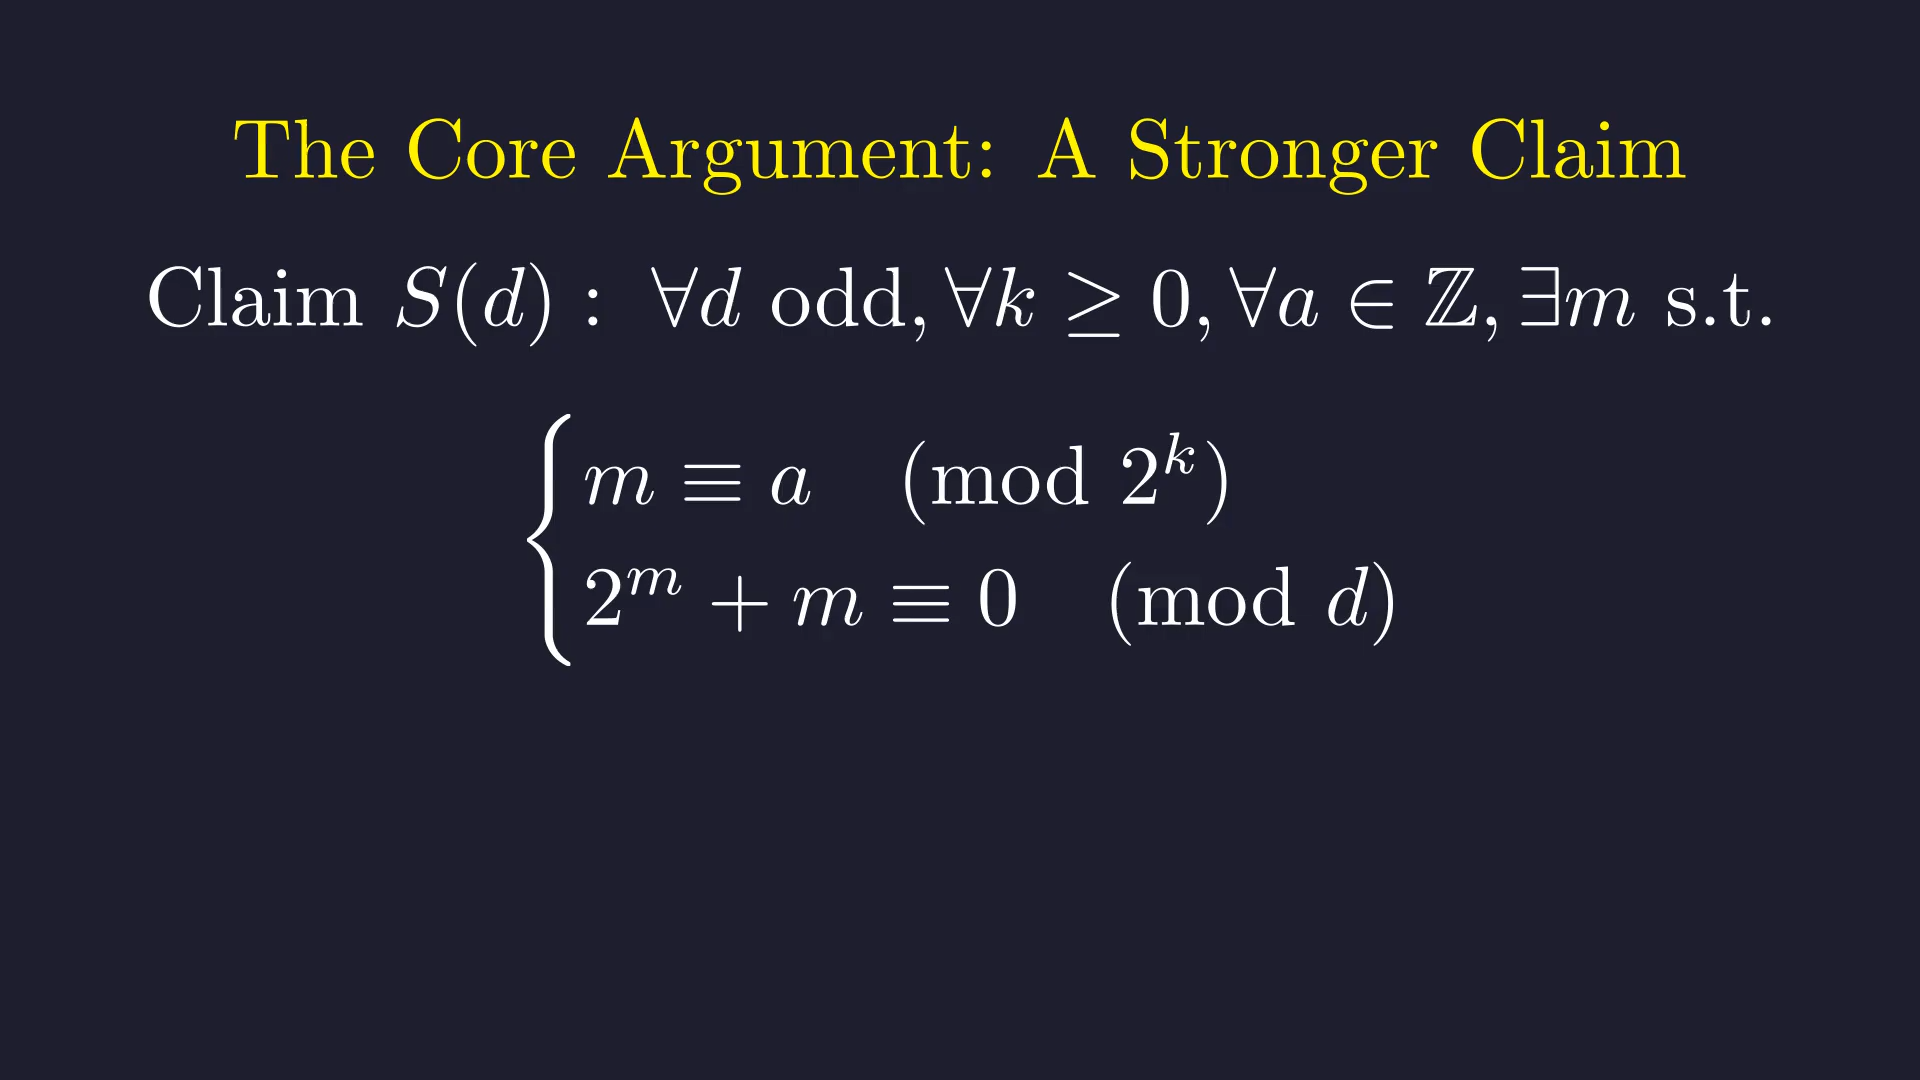 The Core Argument: A Stronger Claim
Claim S(d) : ∀d odd, ∀k ≥ 0, ∀a ∈ ℤ, ∃m s.t.
m ≡ a (mod 2^k)
2^m + m ≡ 0 (mod d)